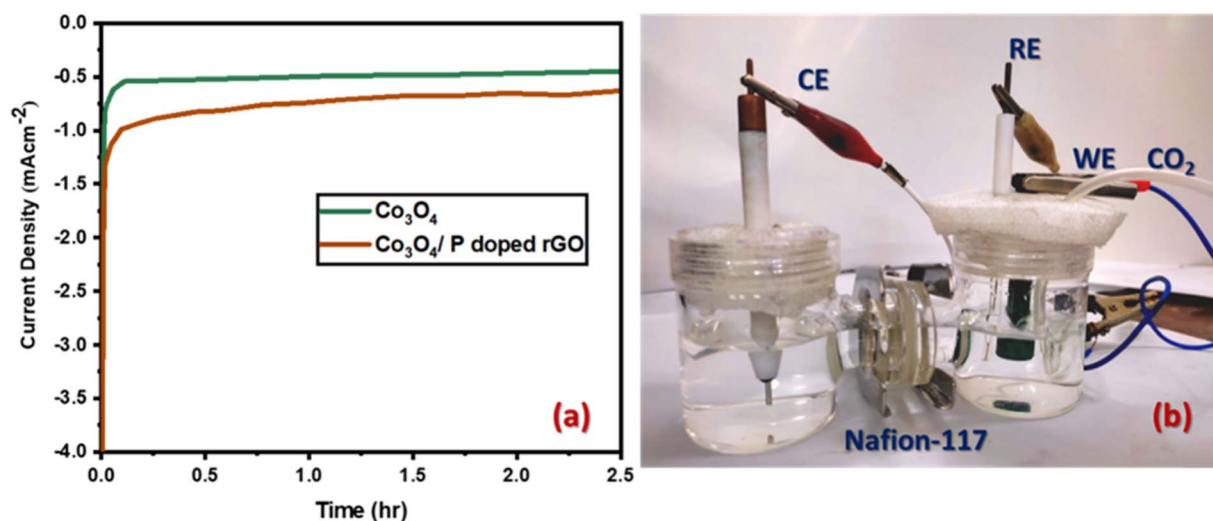 Current Density (mAcm⁻²)
0.0
-0.5
-1.0
-1.5
-2.0
-2.5
-3.0
-3.5
-4.0
Co₃O₄
Co₃O₄/ P doped rGO
(a)
0.0
0.5
1.0
1.5
2.0
2.5
Time (hr)
RE
CE
WE
CO₂
Nafion-117
(b)